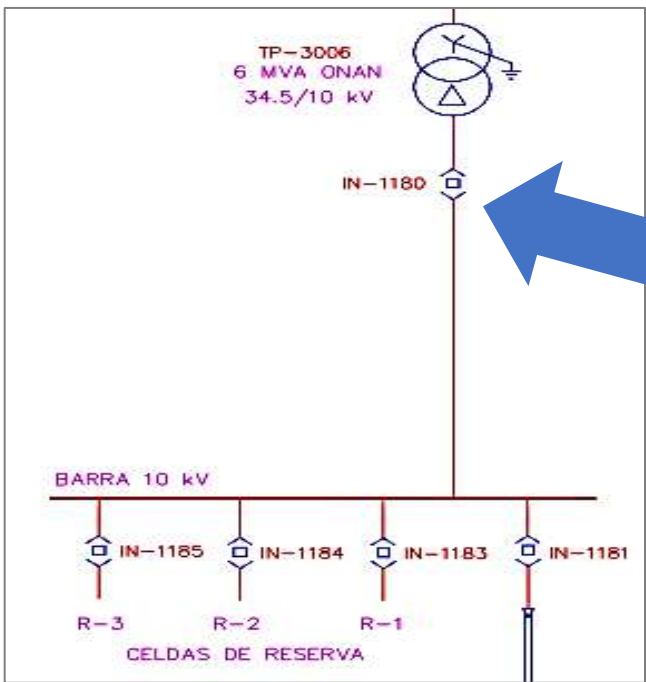 TP-3006
6 MVA ONAN
34.5/10 kV
IN-1180
BARRA 10 kV
IN-1185 IN-1184 IN-1183 IN-1181
R-3 R-2 R-1
CELDAS DE RESERVA